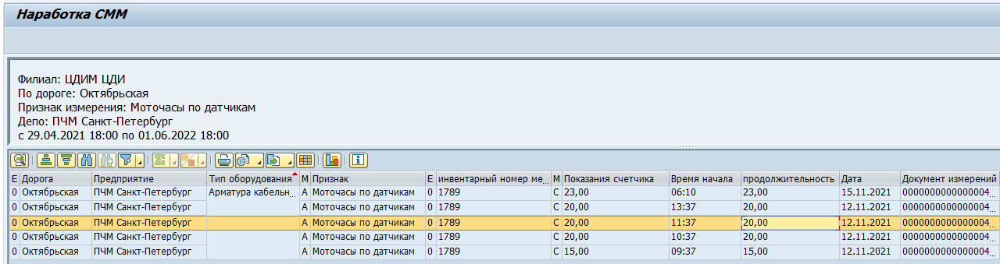 Наработка СММ
Филиал: ЦДИМ ЦДИ
По дороге: Октябрьская
Признак измерения: Моточасы по датчикам
Депо: ПЧМ Санкт-Петербург
с 29.04.2021 18:00 по 01.06.2022 18:00
Е Дорога Предприятие Тип оборудования М Признак Е инвентарный номер ме... М Показания счетчика Время начала продолжительность Дата Документ измерений
0 Октябрьская ПЧМ Санкт-Петербург Арматура кабельн... А Моточасы по датчикам 0 1789 С 23,00 06:10 23,00 15.11.2021 0000000000000004...
0 Октябрьская ПЧМ Санкт-Петербург А Моточасы по датчикам 0 1789 С 20,00 13:37 20,00 12.11.2021 0000000000000004...
0 Октябрьская ПЧМ Санкт-Петербург А Моточасы по датчикам 0 1789 С 20,00 11:37 20,00 12.11.2021 0000000000000004...
0 Октябрьская ПЧМ Санкт-Петербург А Моточасы по датчикам 0 1789 С 20,00 10:37 20,00 12.11.2021 0000000000000004...
0 Октябрьская ПЧМ Санкт-Петербург А Моточасы по датчикам 0 1789 С 15,00 09:37 15,00 12.11.2021 0000000000000004...